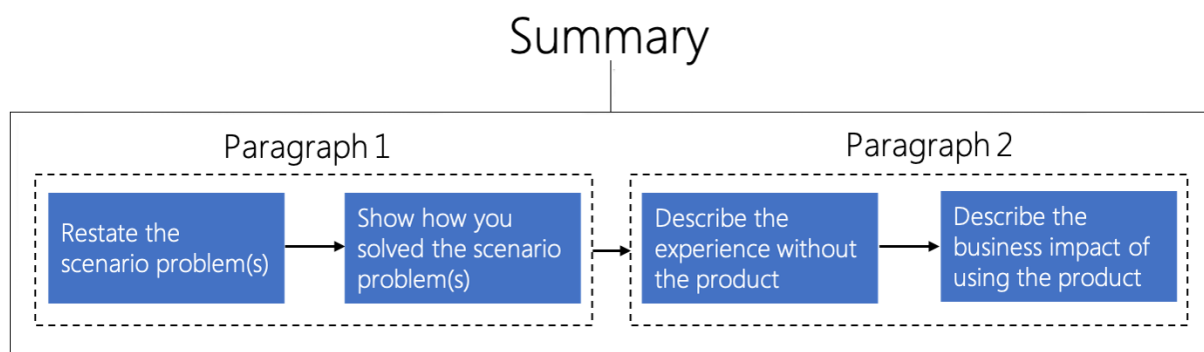 Summary
Paragraph 1
Restate the
scenario problem(s)
Show how you
solved the scenario
problem(s)
Paragraph 2
Describe the
experience without
the product
Describe the
business impact of
using the product